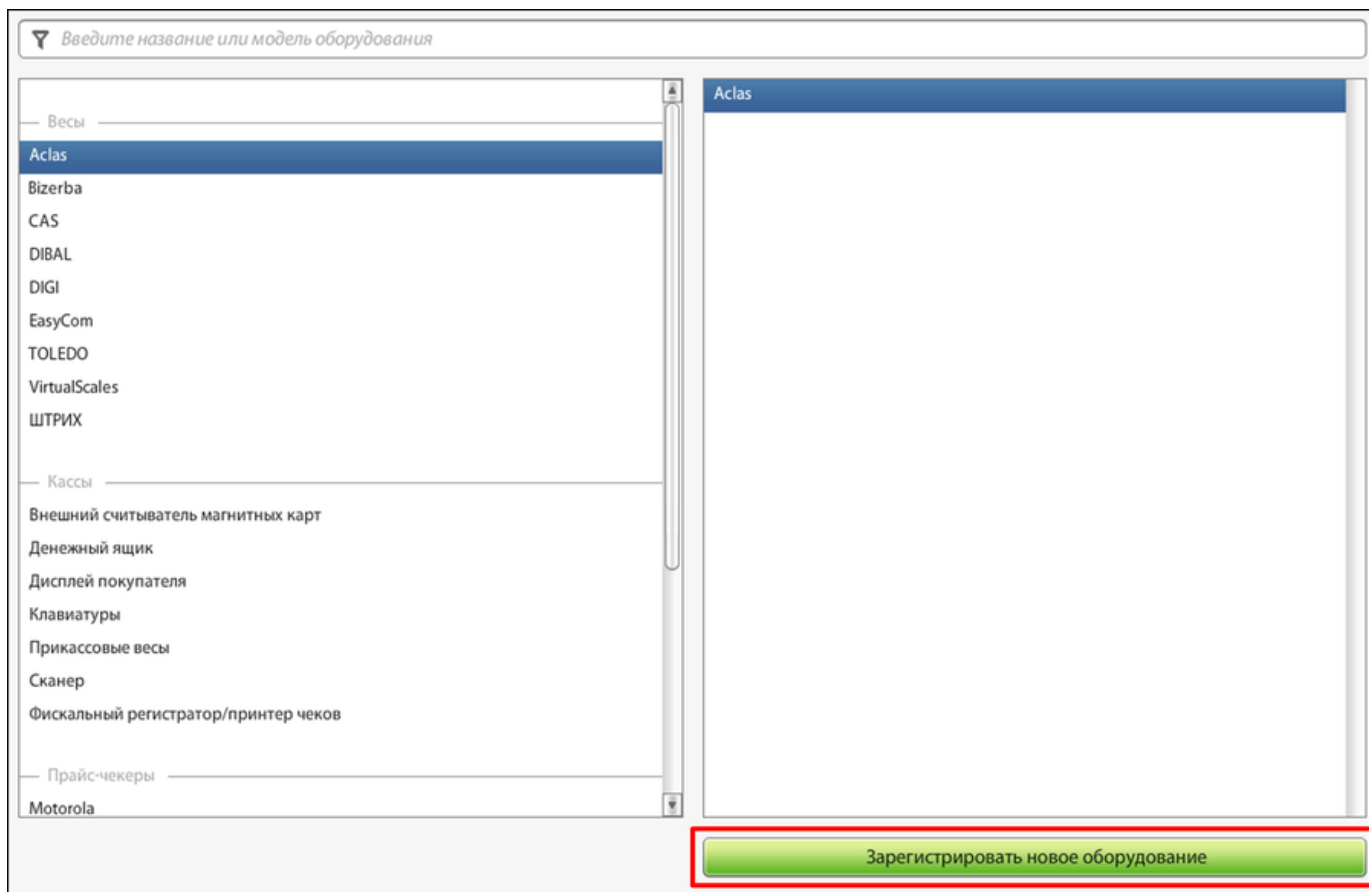 Введите название или модель оборудования
Весы
Aclas
Bizerba
CAS
DIBAL
DIGI
EasyCom
TOLEDO
VirtualScales
ШТРИХ
Кассы
Внешний считыватель магнитных карт
Денежный ящик
Дисплей покупателя
Клавиатуры
Прикассовые весы
Сканер
Фискальный регистратор/принтер чеков
Прайс-чекеры
Motorola
Aclas
Зарегистрировать новое оборудование